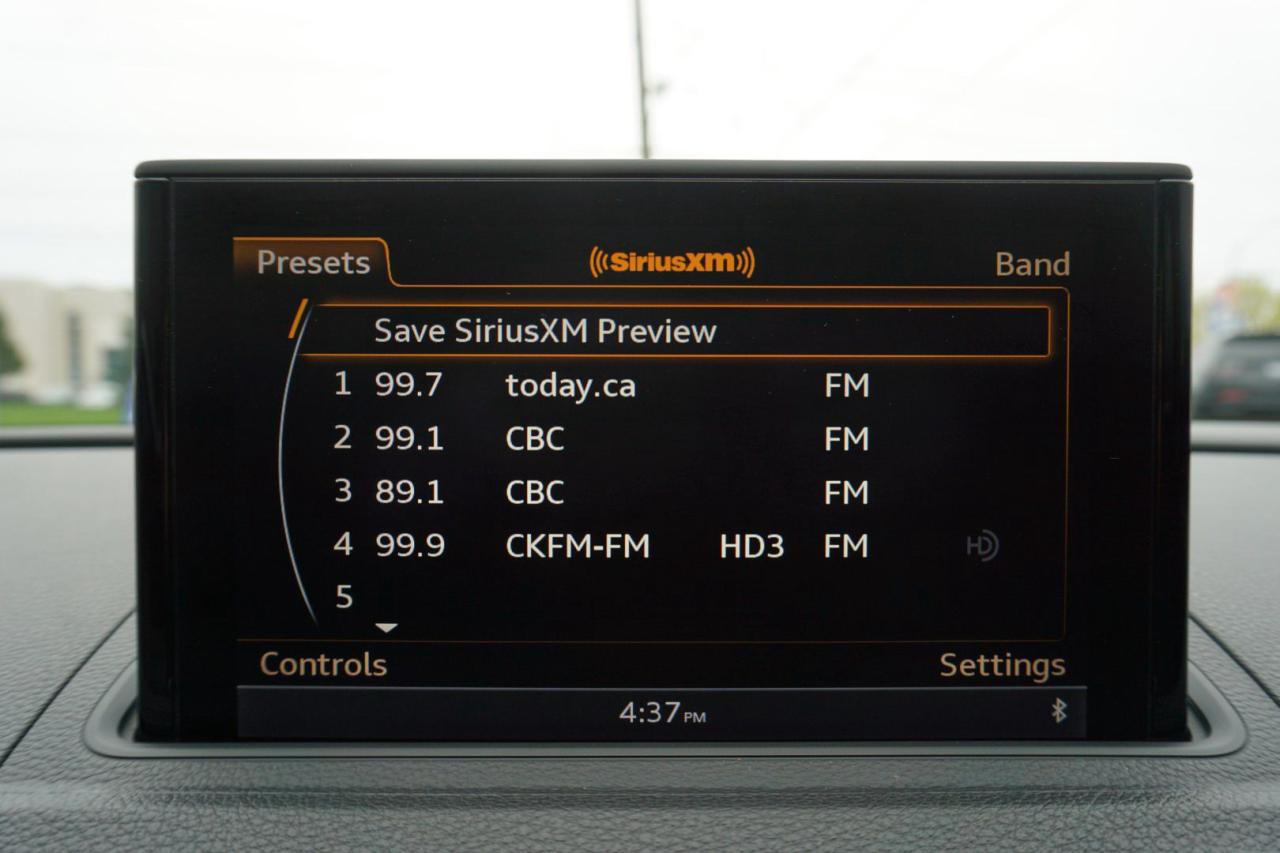 Presets SiriusXM Band
Save SiriusXM Preview
1 99.7 today.ca FM
2 99.1 CBC FM
3 89.1 CBC FM
4 99.9 CKFM-FM HD3 FM HD
5
Controls Settings
4:37 PM